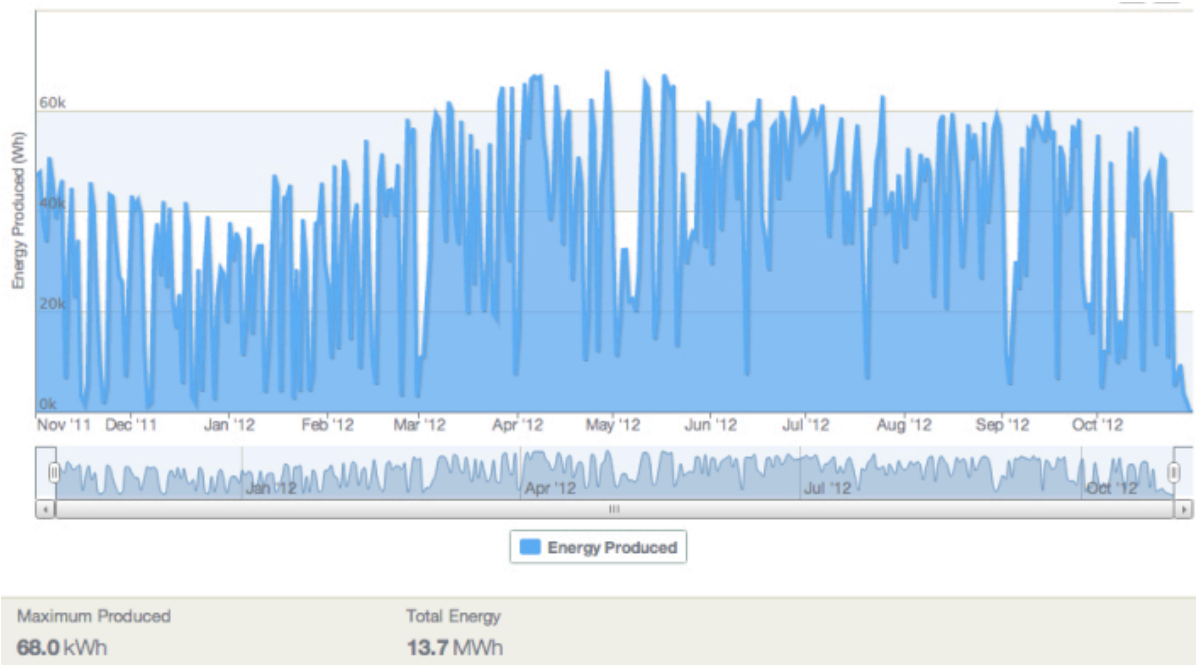 60k
40k
20k
0k
Energy Produced (Wh)
Nov '11 Dec '11 Jan '12 Feb '12 Mar '12 Apr '12 May '12 Jun '12 Jul '12 Aug '12 Sep '12 Oct '12
Jan '12 Apr '12 Jul '12 Oct '12
Energy Produced
Maximum Produced Total Energy
68.0 kWh 13.7 MWh